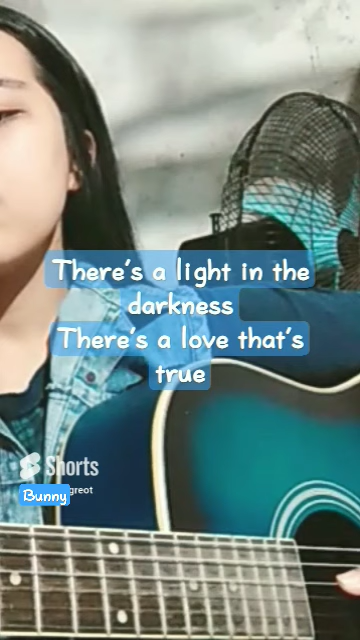 There's a light in the
darkness
There's a love that's
true
Shorts
Bunny